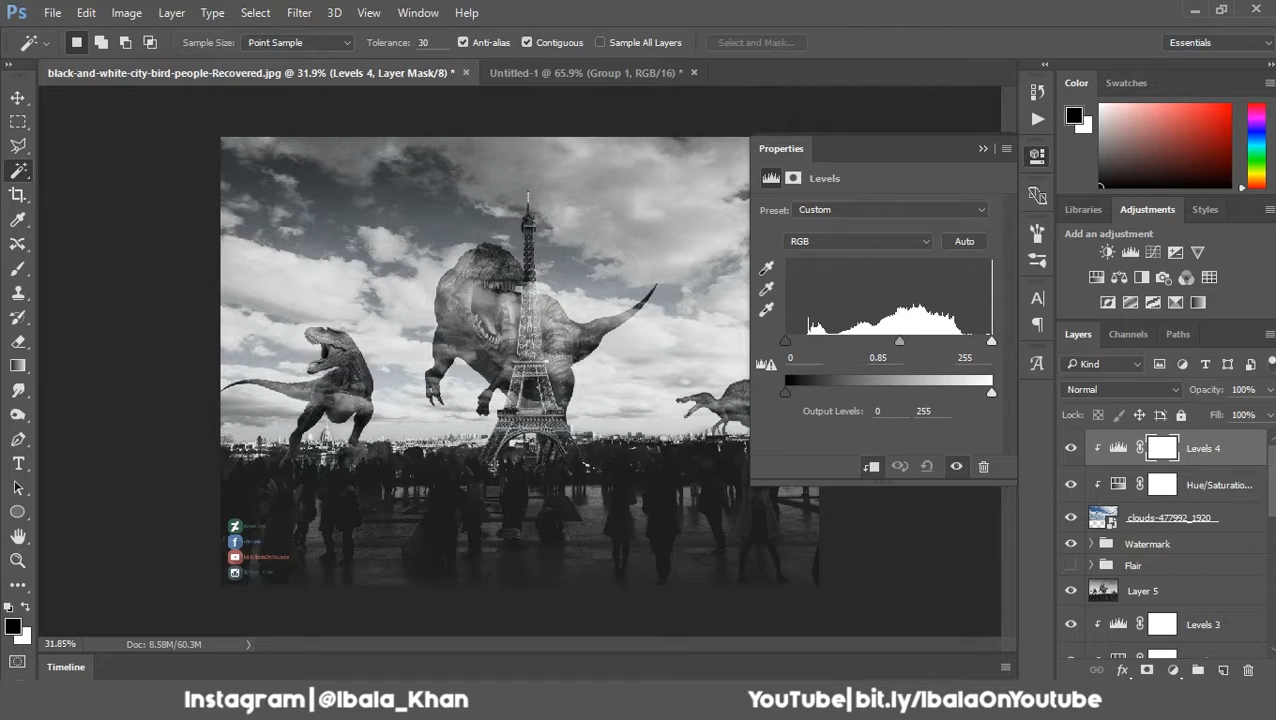 Ps File Edit Image Layer Type Select Filter 3D View Window Help
Sample Size: Point Sample Tolerance: 30 Anti-alias Contiguous Sample All Layers Select and Mask... Essentials
black-and-white-city-bird-people-Recovered.jpg @ 31.9% (Levels 4, Layer Mask/8) * Untitled-1 @ 65.9% (Group 1, RGB/16) *
Color Swatches
Properties
Levels
Preset: Custom
RGB Auto
0 0.85 255
Output Levels: 0 255
Libraries Adjustments Styles
Add an adjustment
Layers Channels Paths
Kind
Normal Opacity: 100%
Lock: Fill: 100%
Levels 4
Hue/Saturatio...
clouds-477992_1920
Watermark
Flair
Layer 5
Levels 3
bit.ly/IbalaOnYoutube
31.85% Doc: 8.58M/60.3M
Timeline
Instagram|@Ibala_Khan YouTube|bit.ly/IbalaOnYoutube